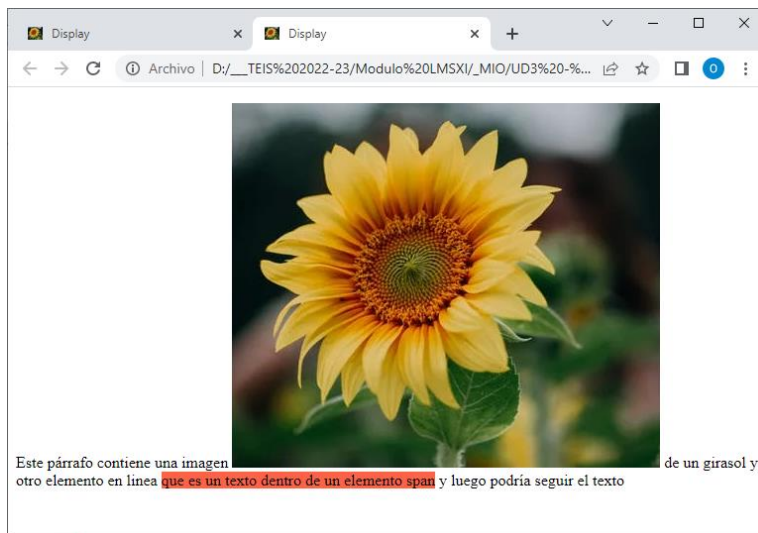 Display
Display
Archivo | D:/___TEIS%202022-23/Modulo%20LMSXI/_MIO/UD3%20-%...
O
Este párrafo contiene una imagen de un girasol y
otro elemento en línea que es un texto dentro de un elemento span y luego podría seguir el texto